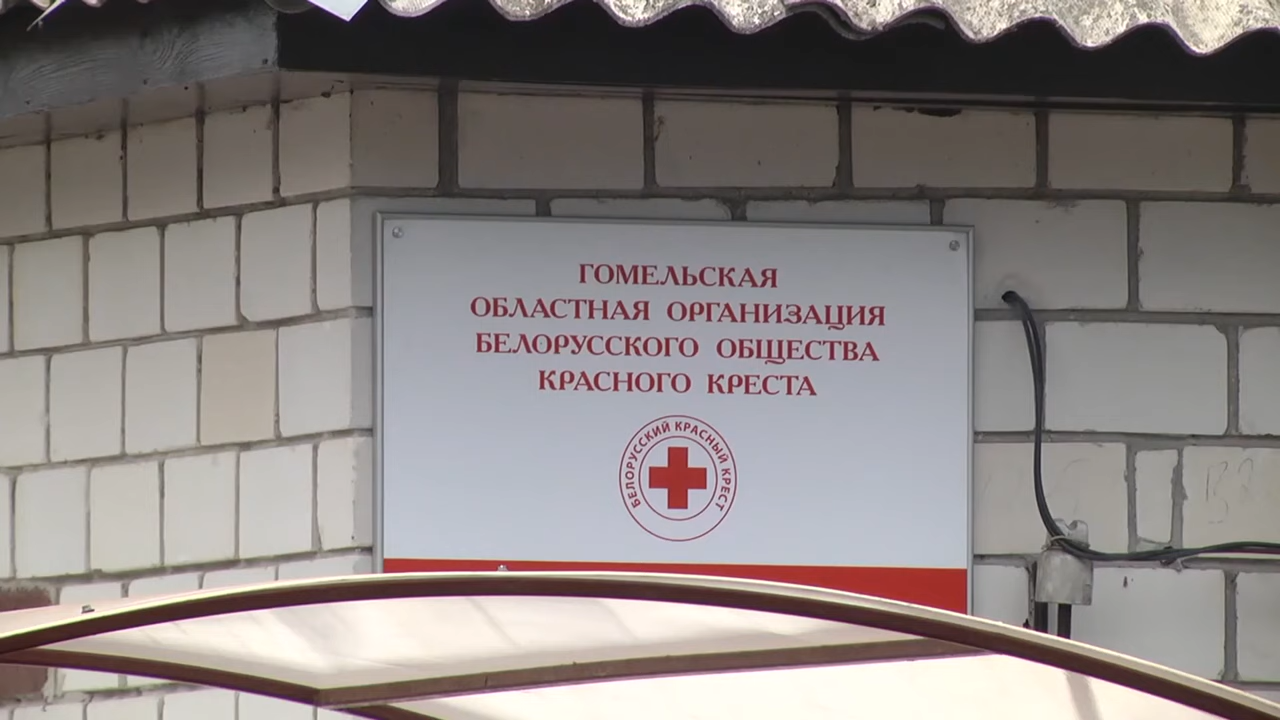 ГОМЕЛЬСКАЯ
ОБЛАСТНАЯ ОРГАНИЗАЦИЯ
БЕЛОРУССКОГО ОБЩЕСТВА
КРАСНОГО КРЕСТА
БЕЛОРУССКИЙ КРАСНЫЙ КРЕСТ